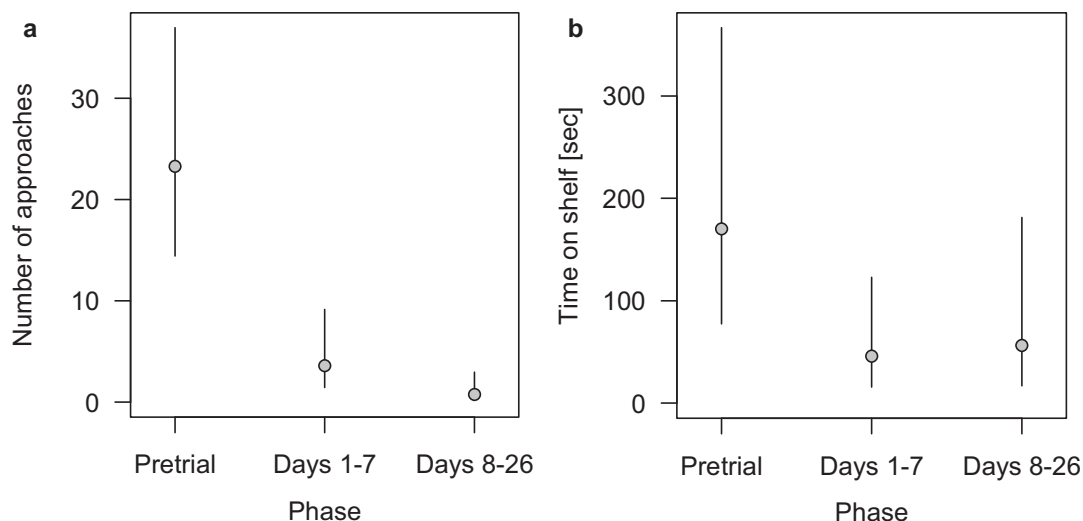 a
Number of approaches
30
20
10
0
Pretrial
Days 1-7
Days 8-26
Phase
b
Time on shelf [sec]
300
200
100
0
Pretrial
Days 1-7
Days 8-26
Phase